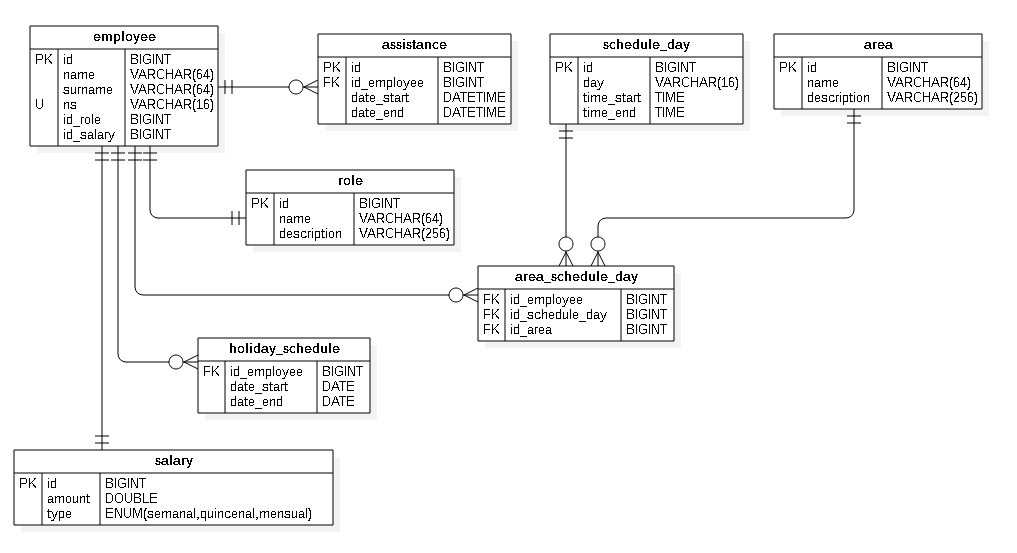 employee
PK id BIGINT
name VARCHAR(64)
surname VARCHAR(64)
U ns VARCHAR(16)
id_role BIGINT
id_salary BIGINT
assistance
PK id BIGINT
FK id_employee BIGINT
date_start DATETIME
date_end DATETIME
schedule_day
PK id BIGINT
day VARCHAR(16)
time_start TIME
time_end TIME
area
PK id BIGINT
name VARCHAR(64)
description VARCHAR(256)
role
PK id BIGINT
name VARCHAR(64)
description VARCHAR(256)
area_schedule_day
FK id_employee BIGINT
FK id_schedule_day BIGINT
FK id_area BIGINT
holiday_schedule
FK id_employee BIGINT
date_start DATE
date_end DATE
salary
PK id BIGINT
amount DOUBLE
type ENUM(semanal,quincenal,mensual)